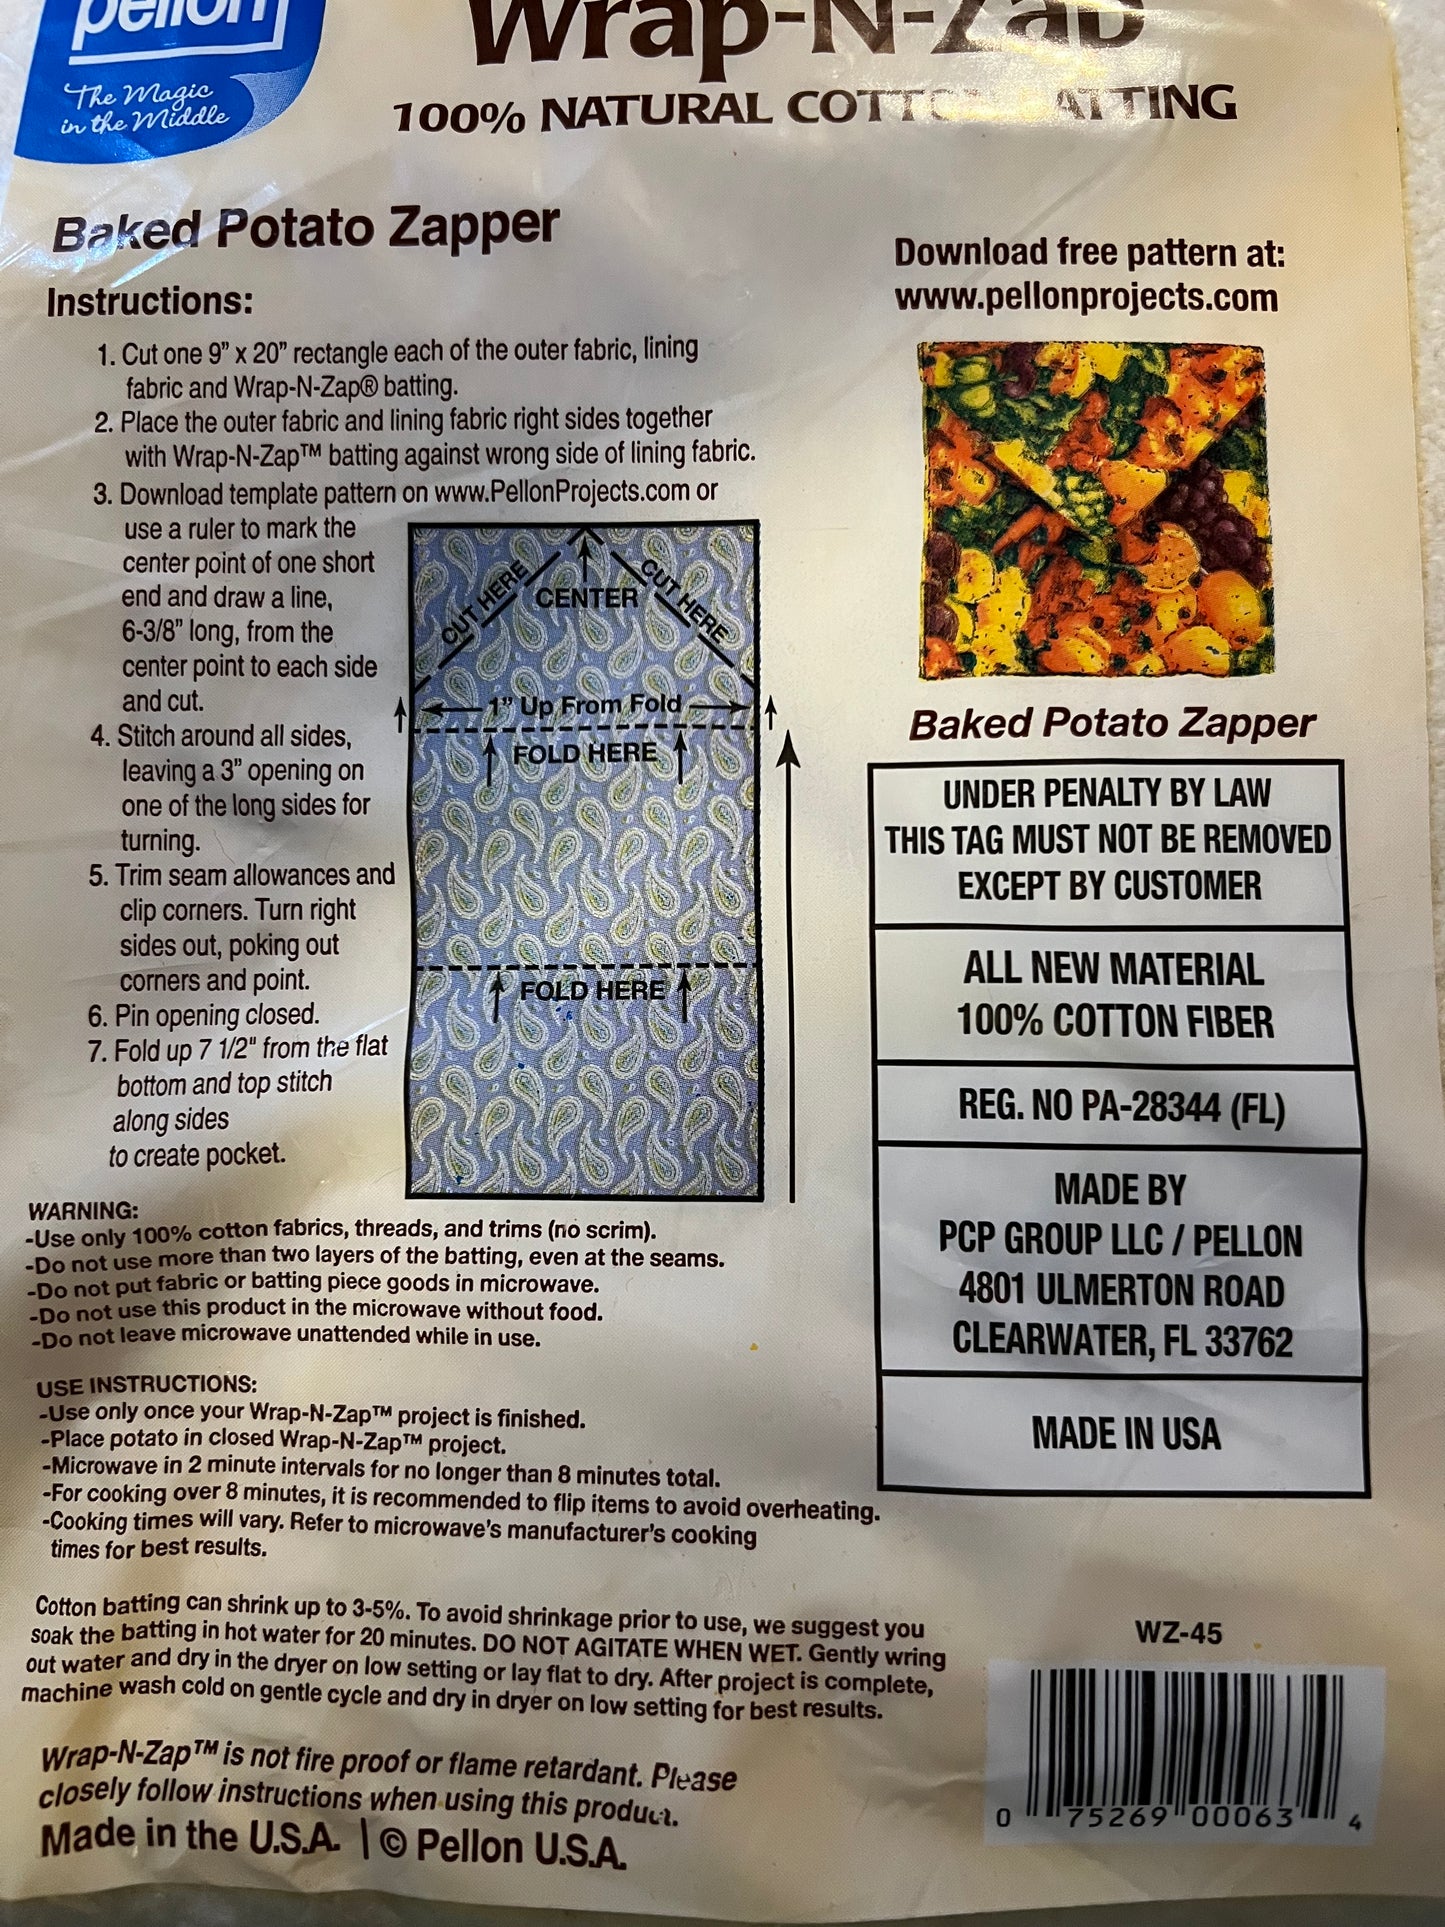 pellon
The Magic
in the Middle
Wrap-N-Zap
100% NATURAL COTTON BATTING
Baked Potato Zapper
Instructions:
1. Cut one 9” x 20” rectangle each of the outer fabric, lining
fabric and Wrap-N-Zap® batting.
2. Place the outer fabric and lining fabric right sides together
with Wrap-N-Zap™ batting against wrong side of lining fabric.
3. Download template pattern on www.PellonProjects.com or
use a ruler to mark the
center point of one short
end and draw a line,
6-3/8” long, from the
center point to each side
and cut.
4. Stitch around all sides,
leaving a 3” opening on
one of the long sides for
turning.
5. Trim seam allowances and
clip corners. Turn right
sides out, poking out
corners and point.
6. Pin opening closed.
7. Fold up 7 1/2" from the flat
bottom and top stitch
along sides
to create pocket.
CUT HERE
CENTER
CUT HERE
1” Up From Fold
FOLD HERE
FOLD HERE
WARNING:
-Use only 100% cotton fabrics, threads, and trims (no scrim).
-Do not use more than two layers of the batting, even at the seams.
-Do not put fabric or batting piece goods in microwave.
-Do not use this product in the microwave without food.
-Do not leave microwave unattended while in use.
USE INSTRUCTIONS:
-Use only once your Wrap-N-Zap™ project is finished.
-Place potato in closed Wrap-N-Zap™ project.
-Microwave in 2 minute intervals for no longer than 8 minutes total.
-For cooking over 8 minutes, it is recommended to flip items to avoid overheating.
-Cooking times will vary. Refer to microwave’s manufacturer’s cooking
times for best results.
Cotton batting can shrink up to 3-5%. To avoid shrinkage prior to use, we suggest you
soak the batting in hot water for 20 minutes. DO NOT AGITATE WHEN WET. Gently wring
out water and dry in the dryer on low setting or lay flat to dry. After project is complete,
machine wash cold on gentle cycle and dry in dryer on low setting for best results.
Wrap-N-Zap™ is not fire proof or flame retardant. Please
closely follow instructions when using this product.
Made in the U.S.A. | © Pellon U.S.A.
Download free pattern at:
www.pellonprojects.com
Baked Potato Zapper
UNDER PENALTY BY LAW
THIS TAG MUST NOT BE REMOVED
EXCEPT BY CUSTOMER
ALL NEW MATERIAL
100% COTTON FIBER
REG. NO PA-28344 (FL)
MADE BY
PCP GROUP LLC / PELLON
4801 ULMERTON ROAD
CLEARWATER, FL 33762
MADE IN USA
WZ-45
0 75269 00063 4